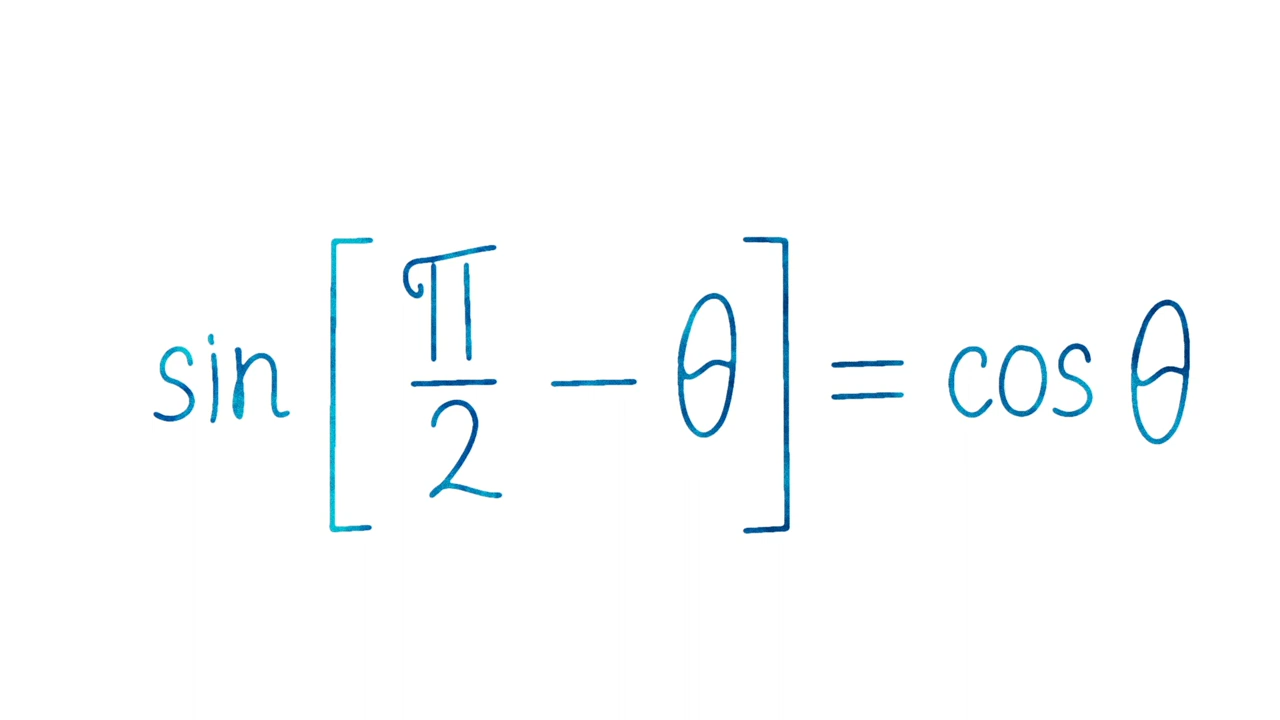 sin [ π/2 − θ ] = cos θ